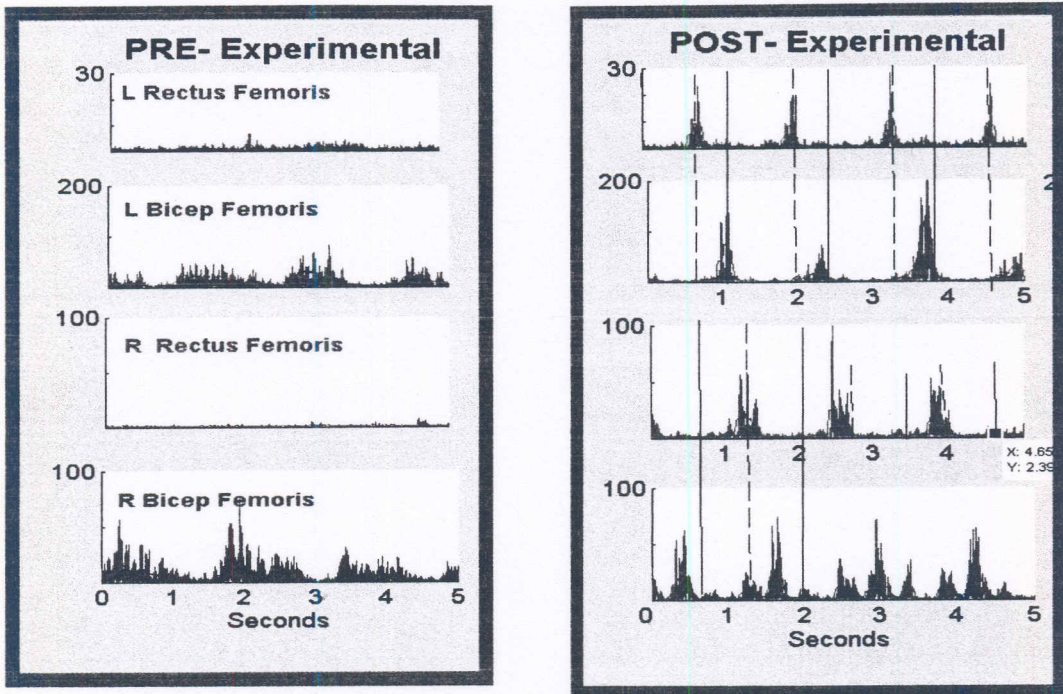 PRE- Experimental
30
L Rectus Femoris
200
L Bicep Femoris
100
R Rectus Femoris
100
R Bicep Femoris
0 1 2 3 4 5
Seconds
POST- Experimental
30
200
2
1 2 3 4 5
100
1 2 3 4
X: 4.65
Y: 2.39
100
0 1 2 3 4 5
Seconds